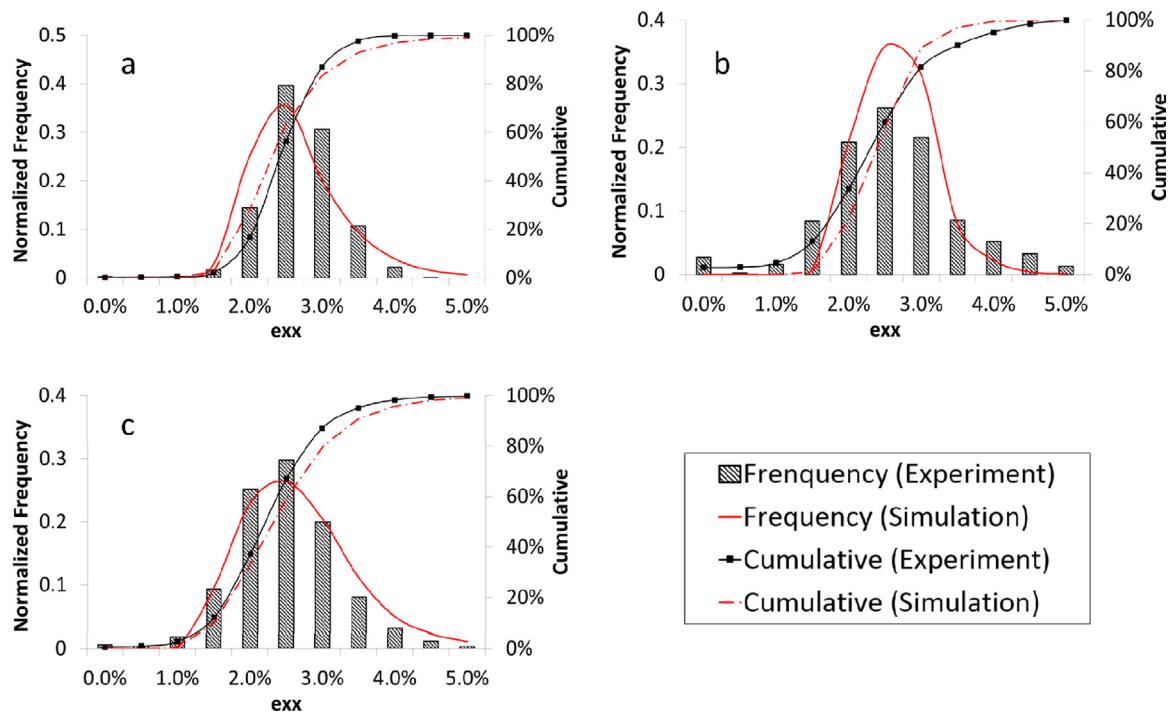 a
0.5
0.4
0.3
0.2
0.1
0
Normalized Frequency
100%
80%
60%
40%
20%
0%
Cumulative
0.0% 1.0% 2.0% 3.0% 4.0% 5.0%
exx
b
0.4
0.3
0.2
0.1
0
Normalized Frequency
100%
80%
60%
40%
20%
0%
Cumulative
0.0% 1.0% 2.0% 3.0% 4.0% 5.0%
exx
c
0.4
0.3
0.2
0.1
0
Normalized Frequency
100%
80%
60%
40%
20%
0%
Cumulative
0.0% 1.0% 2.0% 3.0% 4.0% 5.0%
exx
Frenquency (Experiment)
Frequency (Simulation)
Cumulative (Experiment)
Cumulative (Simulation)